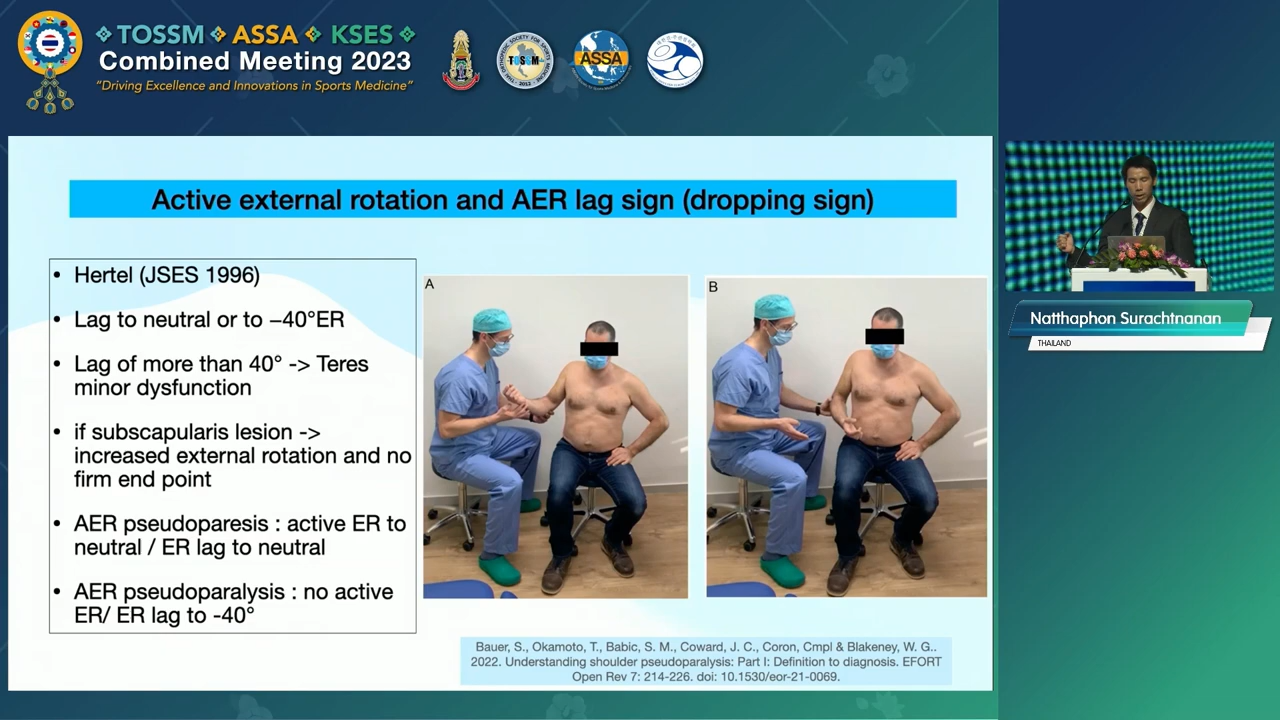 TOSSM ASSA KSES
Combined Meeting 2023
“Driving Excellence and Innovations in Sports Medicine”
TOSSM
ASSA
Active external rotation and AER lag sign (dropping sign)
• Hertel (JSES 1996)
• Lag to neutral or to –40°ER
• Lag of more than 40° -> Teres
minor dysfunction
• if subscapularis lesion ->
increased external rotation and no
firm end point
• AER pseudoparesis : active ER to
neutral / ER lag to neutral
• AER pseudoparalysis : no active
ER/ ER lag to -40°
A
B
Bauer, S., Okamoto, T., Babic, S. M., Coward, J. C., Coron, Cmpl & Blakeney, W. G..
2022. Understanding shoulder pseudoparalysis: Part I: Definition to diagnosis. EFORT
Open Rev 7: 214-226. doi: 10.1530/eor-21-0069.
Natthaphon Surachtnanan
THAILAND